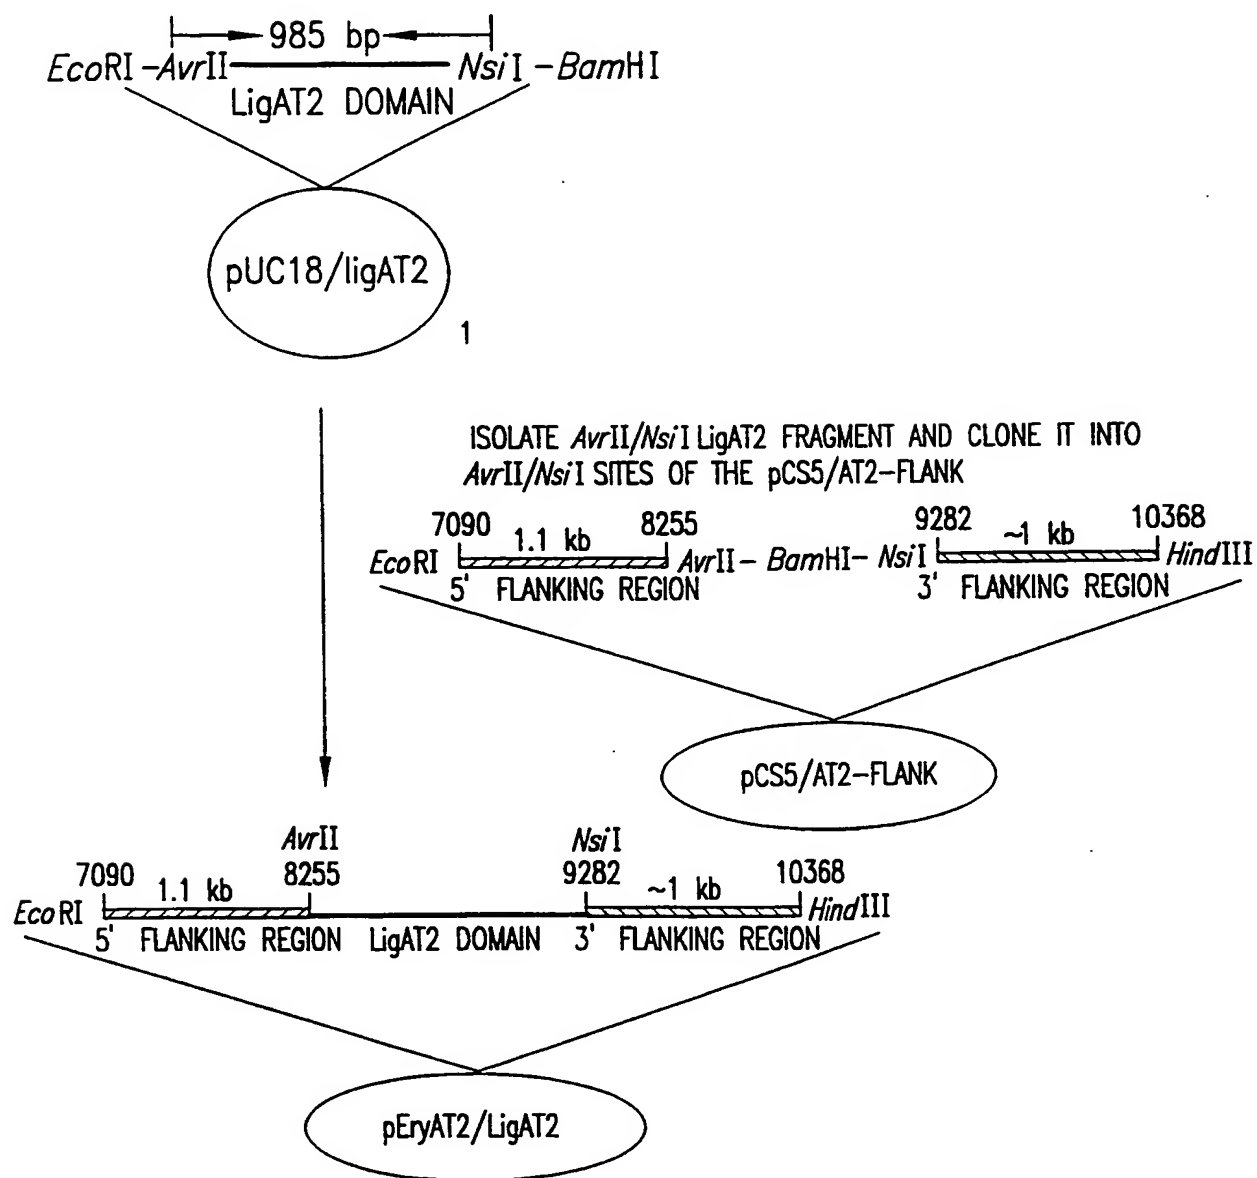 985 bp
EcoRI-AvrII NsiI-BamHI
LigAT2 DOMAIN
pUC18/ligAT2
1
ISOLATE AvrII/NsiI LigAT2 FRAGMENT AND CLONE IT INTO
AvrII/NsiI SITES OF THE pCS5/AT2-FLANK
7090 1.1 kb 8255 9282 ~1 kb 10368
EcoRI AvrII- BamHI- NsiI HindIII
5' FLANKING REGION 3' FLANKING REGION
pCS5/AT2-FLANK
AvrII NsiI
7090 1.1 kb 8255 9282 ~1 kb 10368
EcoRI HindIII
5' FLANKING REGION LigAT2 DOMAIN 3' FLANKING REGION
pEryAT2/LigAT2